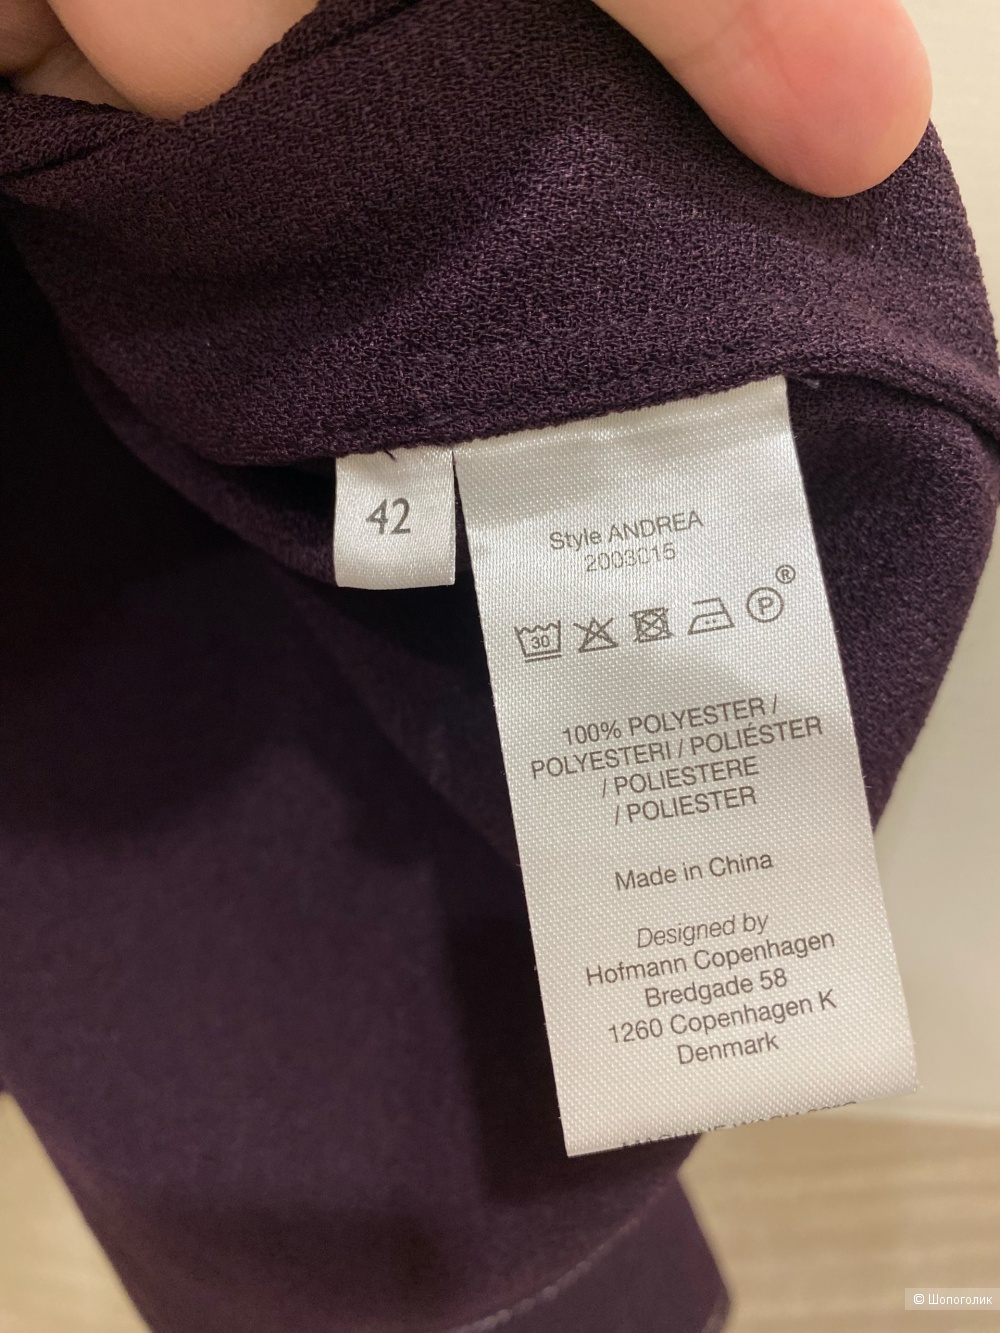 42
Style ANDREA
2003015
30
P
®
100% POLYESTER /
POLYESTERI / POLIÉSTER
/ POLIESTERE
/ POLIESTER
Made in China
Designed by
Hofmann Copenhagen
Bredgade 58
1260 Copenhagen K
Denmark
© Шопоголик